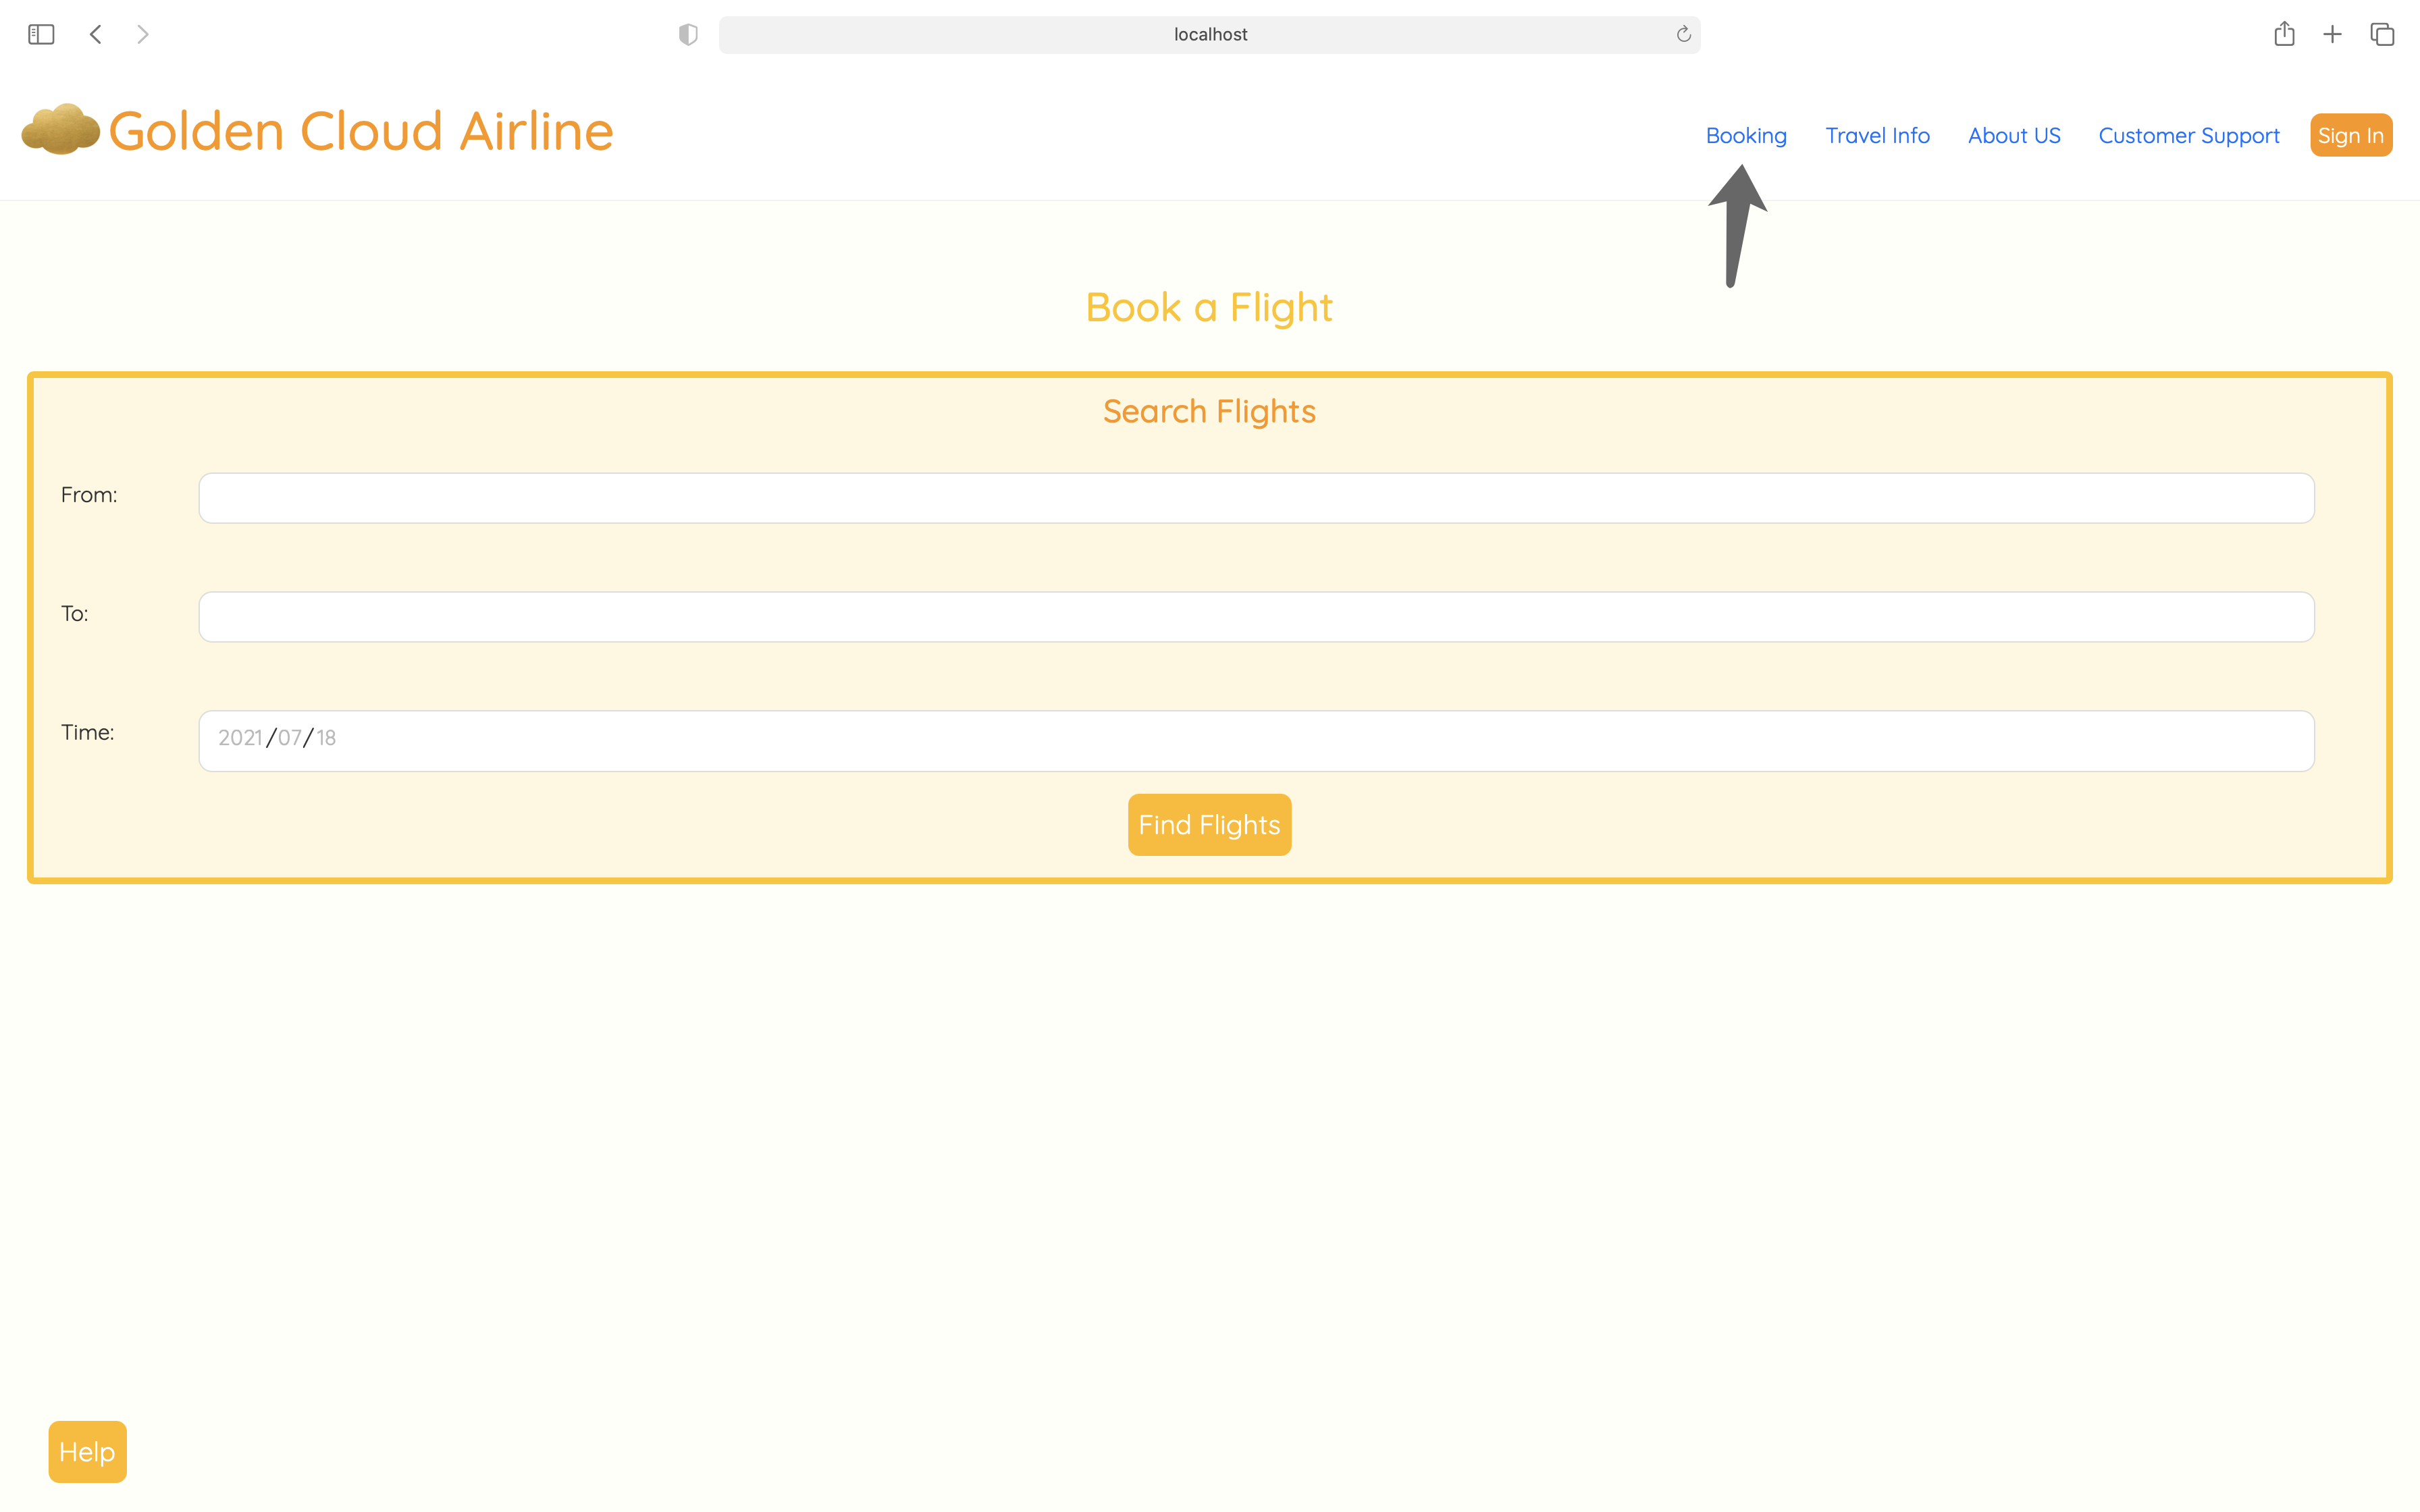 localhost
Golden Cloud Airline
Booking Travel Info About US Customer Support Sign In
Book a Flight
Search Flights
From:
To:
Time: 2021/07/18
Find Flights
Help